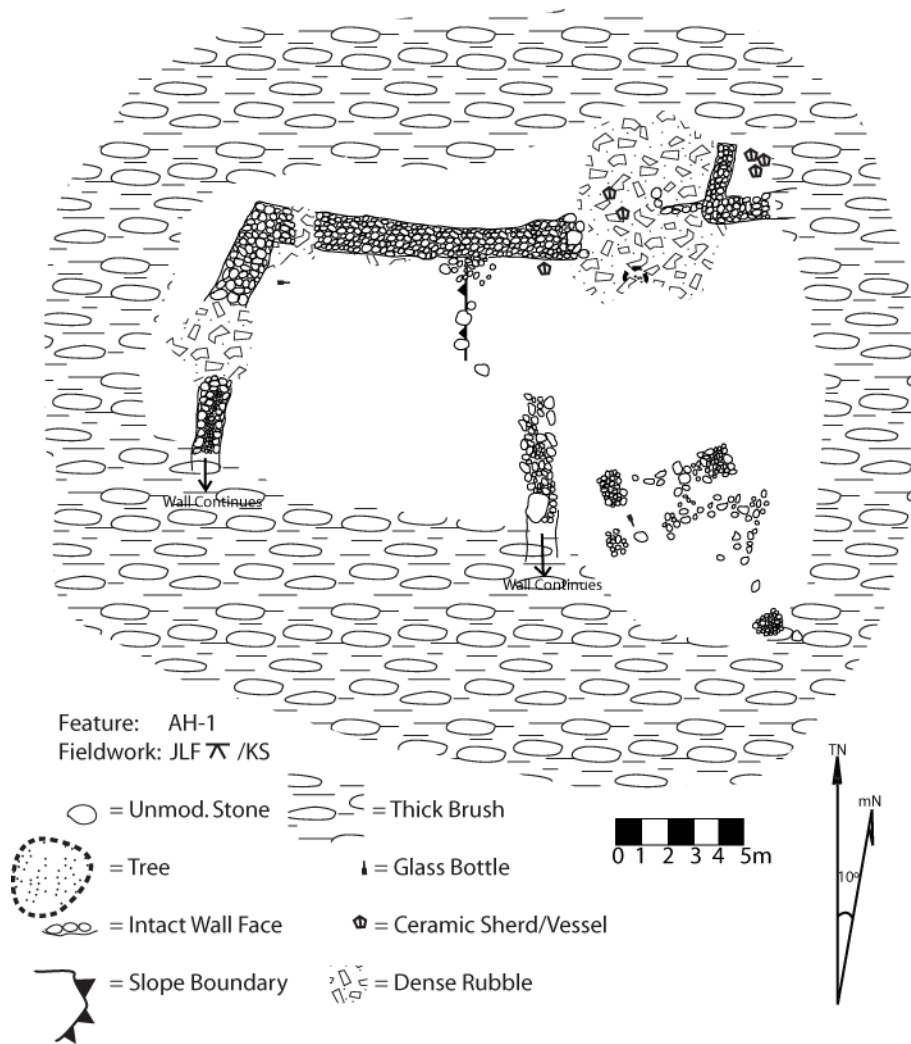 Wall Continues
Wall Continues
Feature: AH-1
Fieldwork: JLF /KS
= Unmod. Stone
= Thick Brush
= Tree
= Glass Bottle
= Intact Wall Face
= Ceramic Sherd/Vessel
= Slope Boundary
= Dense Rubble
0 1 2 3 4 5m
TN
mN
10°